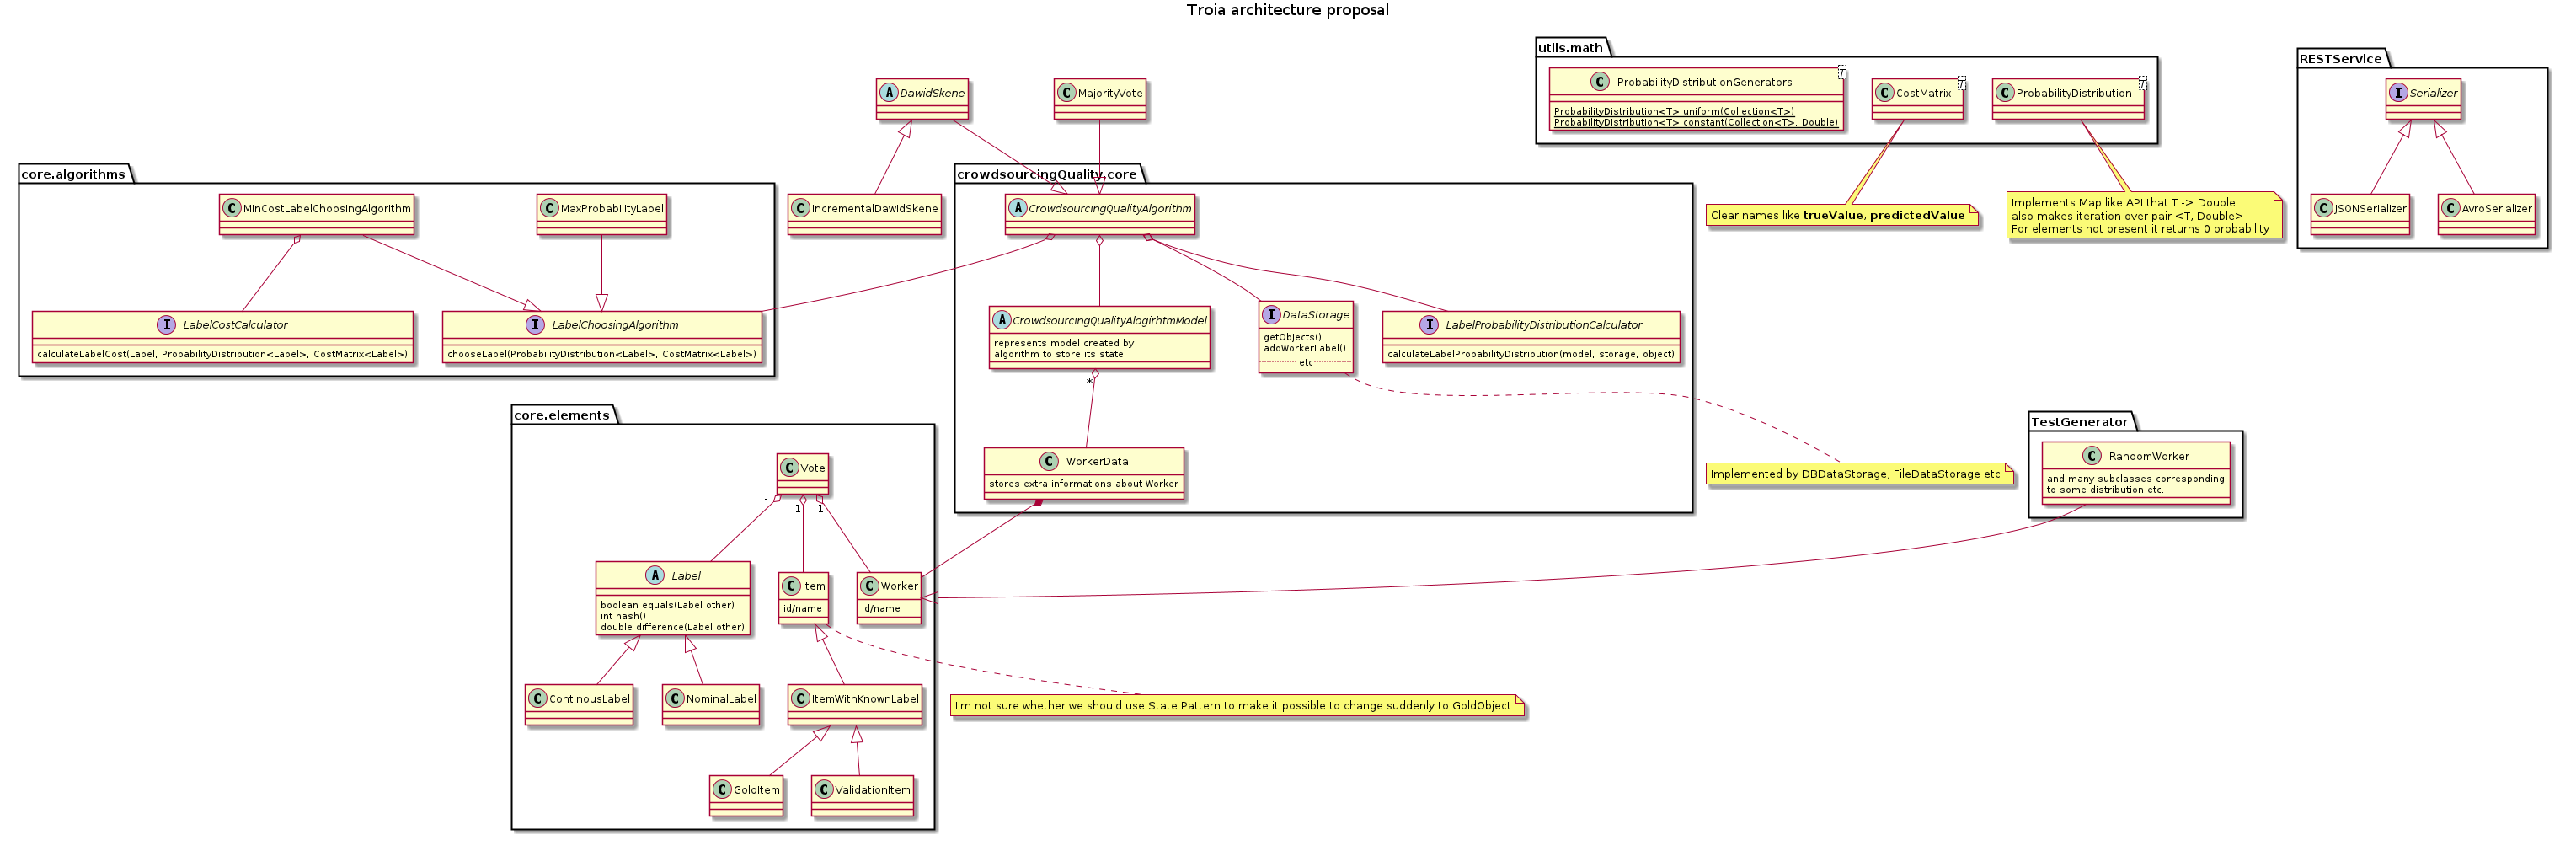 Troia architecture proposal
utils.math
C ProbabilityDistributionGenerators T
ProbabilityDistribution<T> uniform(Collection<T>)
ProbabilityDistribution<T> constant(Collection<T>, Double)
C CostMatrix T
C ProbabilityDistribution T
Clear names like trueValue, predictedValue
Implements Map like API that T -> Double
also makes iteration over pair <T, Double>
For elements not present it returns 0 probability
RESTService
I Serializer
C JSONSerializer
C AvroSerializer
A DawidSkene
C MajorityVote
C IncrementalDawidSkene
core.algorithms
C MinCostLabelChoosingAlgorithm
C MaxProbabilityLabel
I LabelCostCalculator
calculateLabelCost(Label, ProbabilityDistribution<Label>, CostMatrix<Label>)
I LabelChoosingAlgorithm
chooseLabel(ProbabilityDistribution<Label>, CostMatrix<Label>)
crowdsourcingQuality.core
A CrowdsourcingQualityAlgorithm
A CrowdsourcingQualityAlogirhtmModel
represents model created by
algorithm to store its state
I DataStorage
getObjects()
addWorkerLabel()
etc
I LabelProbabilityDistributionCalculator
calculateLabelProbabilityDistribution(model, storage, object)
*
C WorkerData
stores extra informations about Worker
Implemented by DBDataStorage, FileDataStorage etc
TestGenerator
C RandomWorker
and many subclasses corresponding
to some distribution etc.
core.elements
C Vote
1
1
1
A Label
boolean equals(Label other)
int hash()
double difference(Label other)
C Item
id/name
C Worker
id/name
C ContinousLabel
C NominalLabel
C ItemWithKnownLabel
I'm not sure whether we should use State Pattern to make it possible to change suddenly to GoldObject
C GoldItem
C ValidationItem